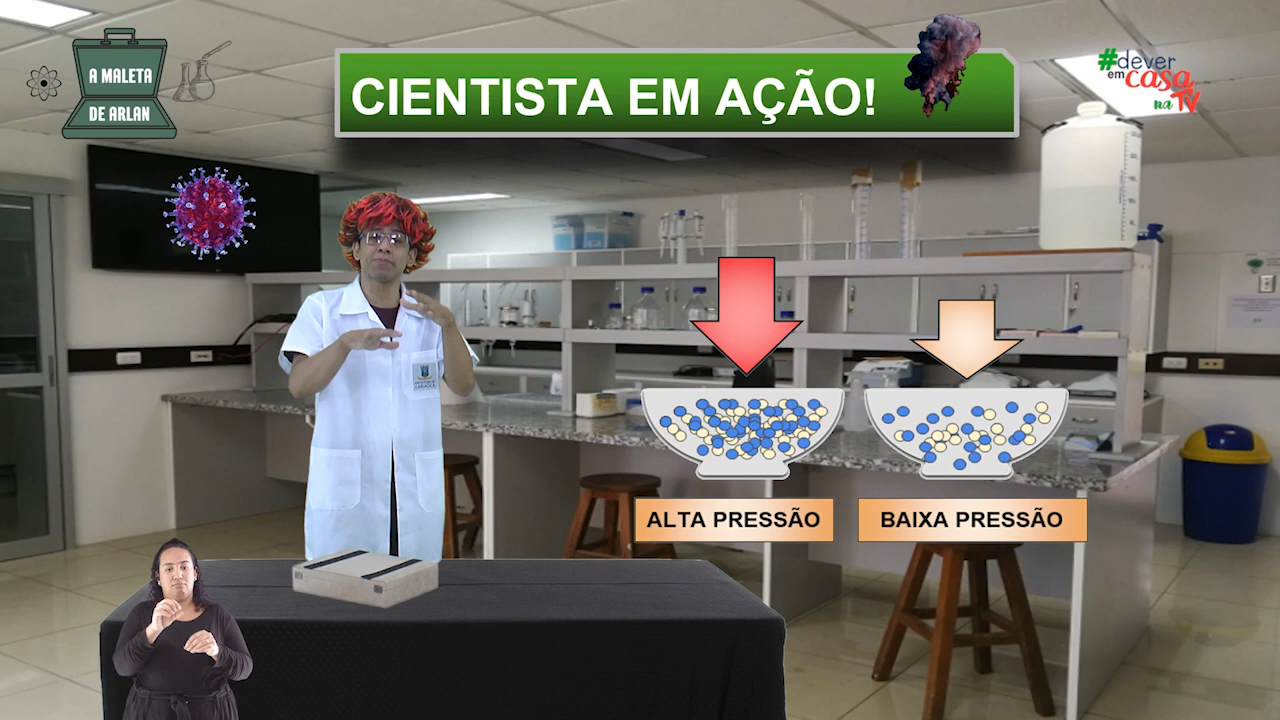 A MALETA
DE ARLAN
CIENTISTA EM AÇÃO!
#dever
em casa
na TV
ALTA PRESSÃO
BAIXA PRESSÃO